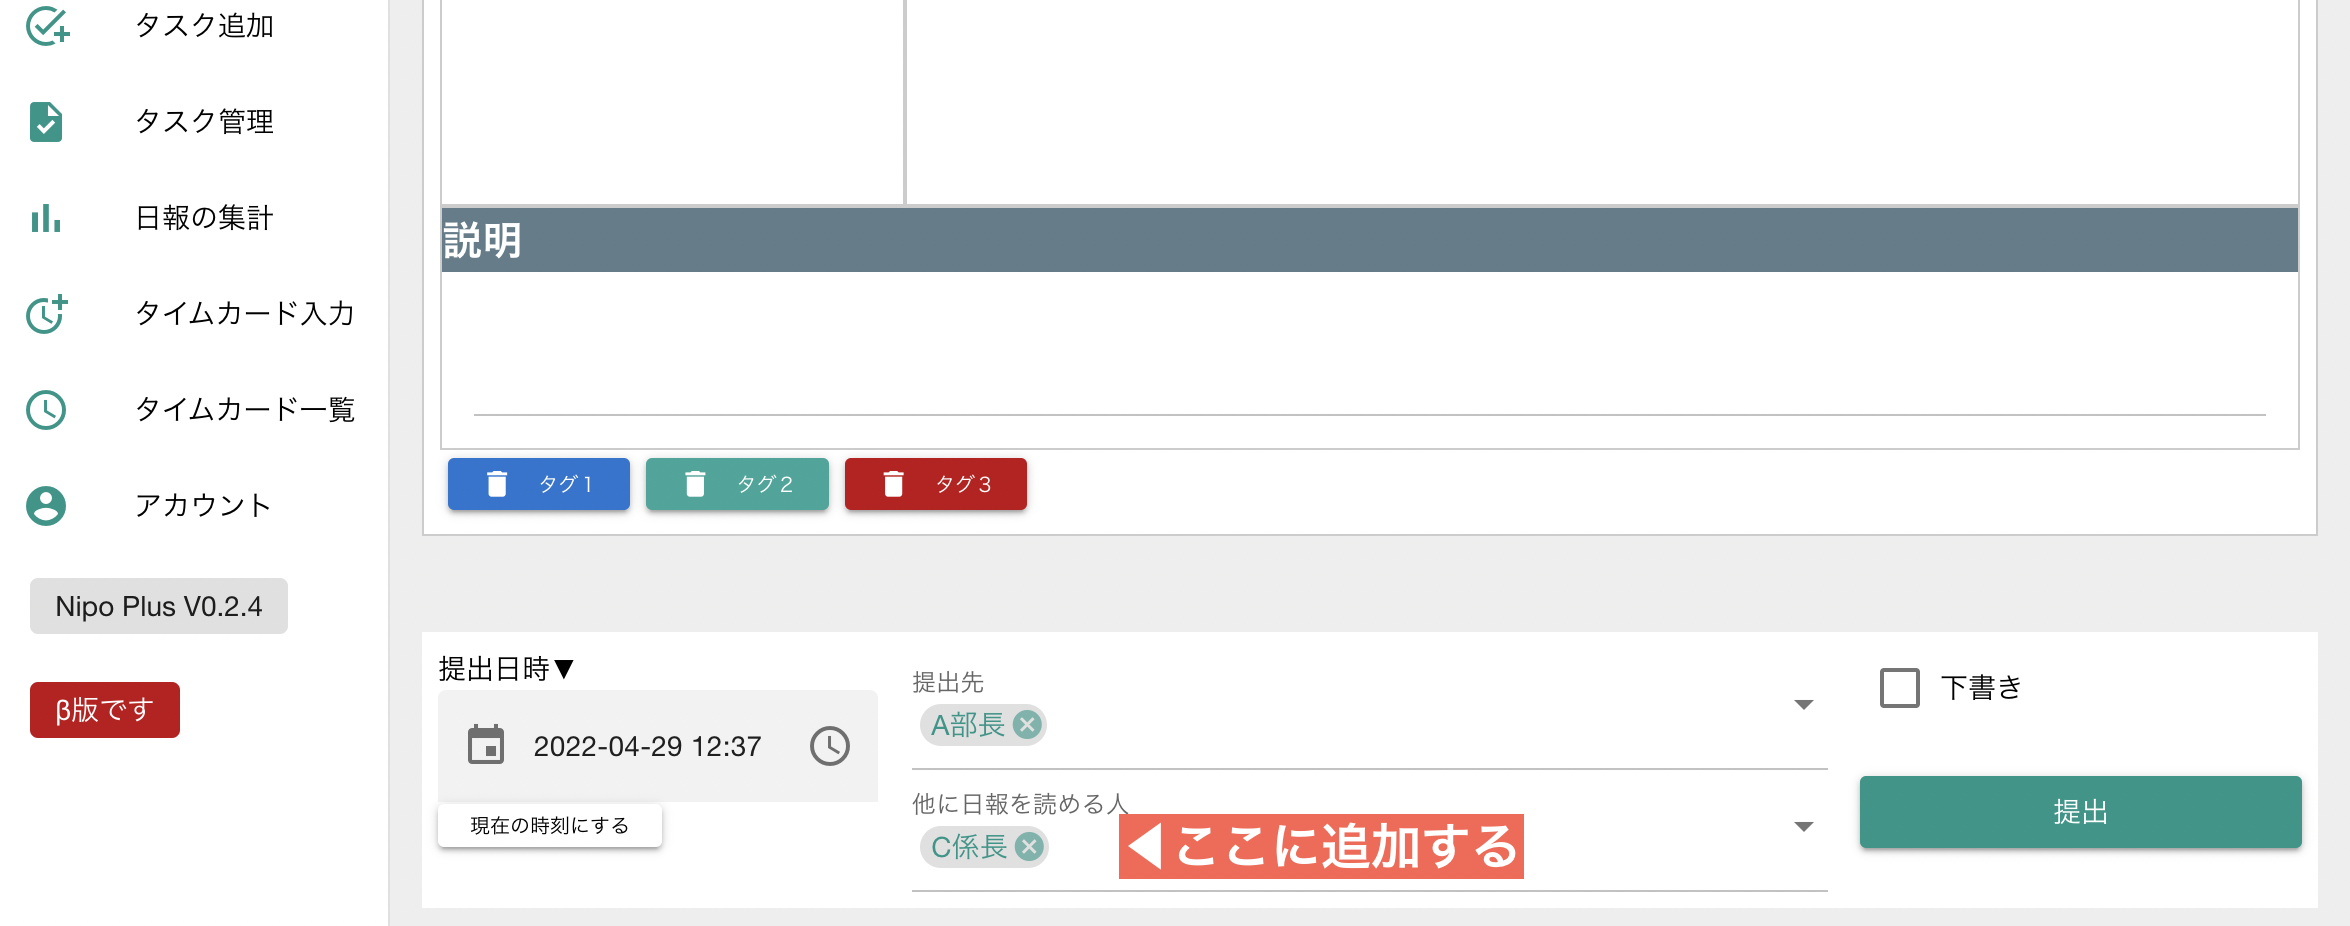 タスク追加
タスク管理
日報の集計
タイムカード入力
タイムカード一覧
アカウント
Nipo Plus V0.2.4
β版です
説明
タグ1
タグ2
タグ3
提出日時▼
2022-04-29 12:37
現在の時刻にする
提出先
A部長
他に日報を読める人
C係長
◀ここに追加する
下書き
提出